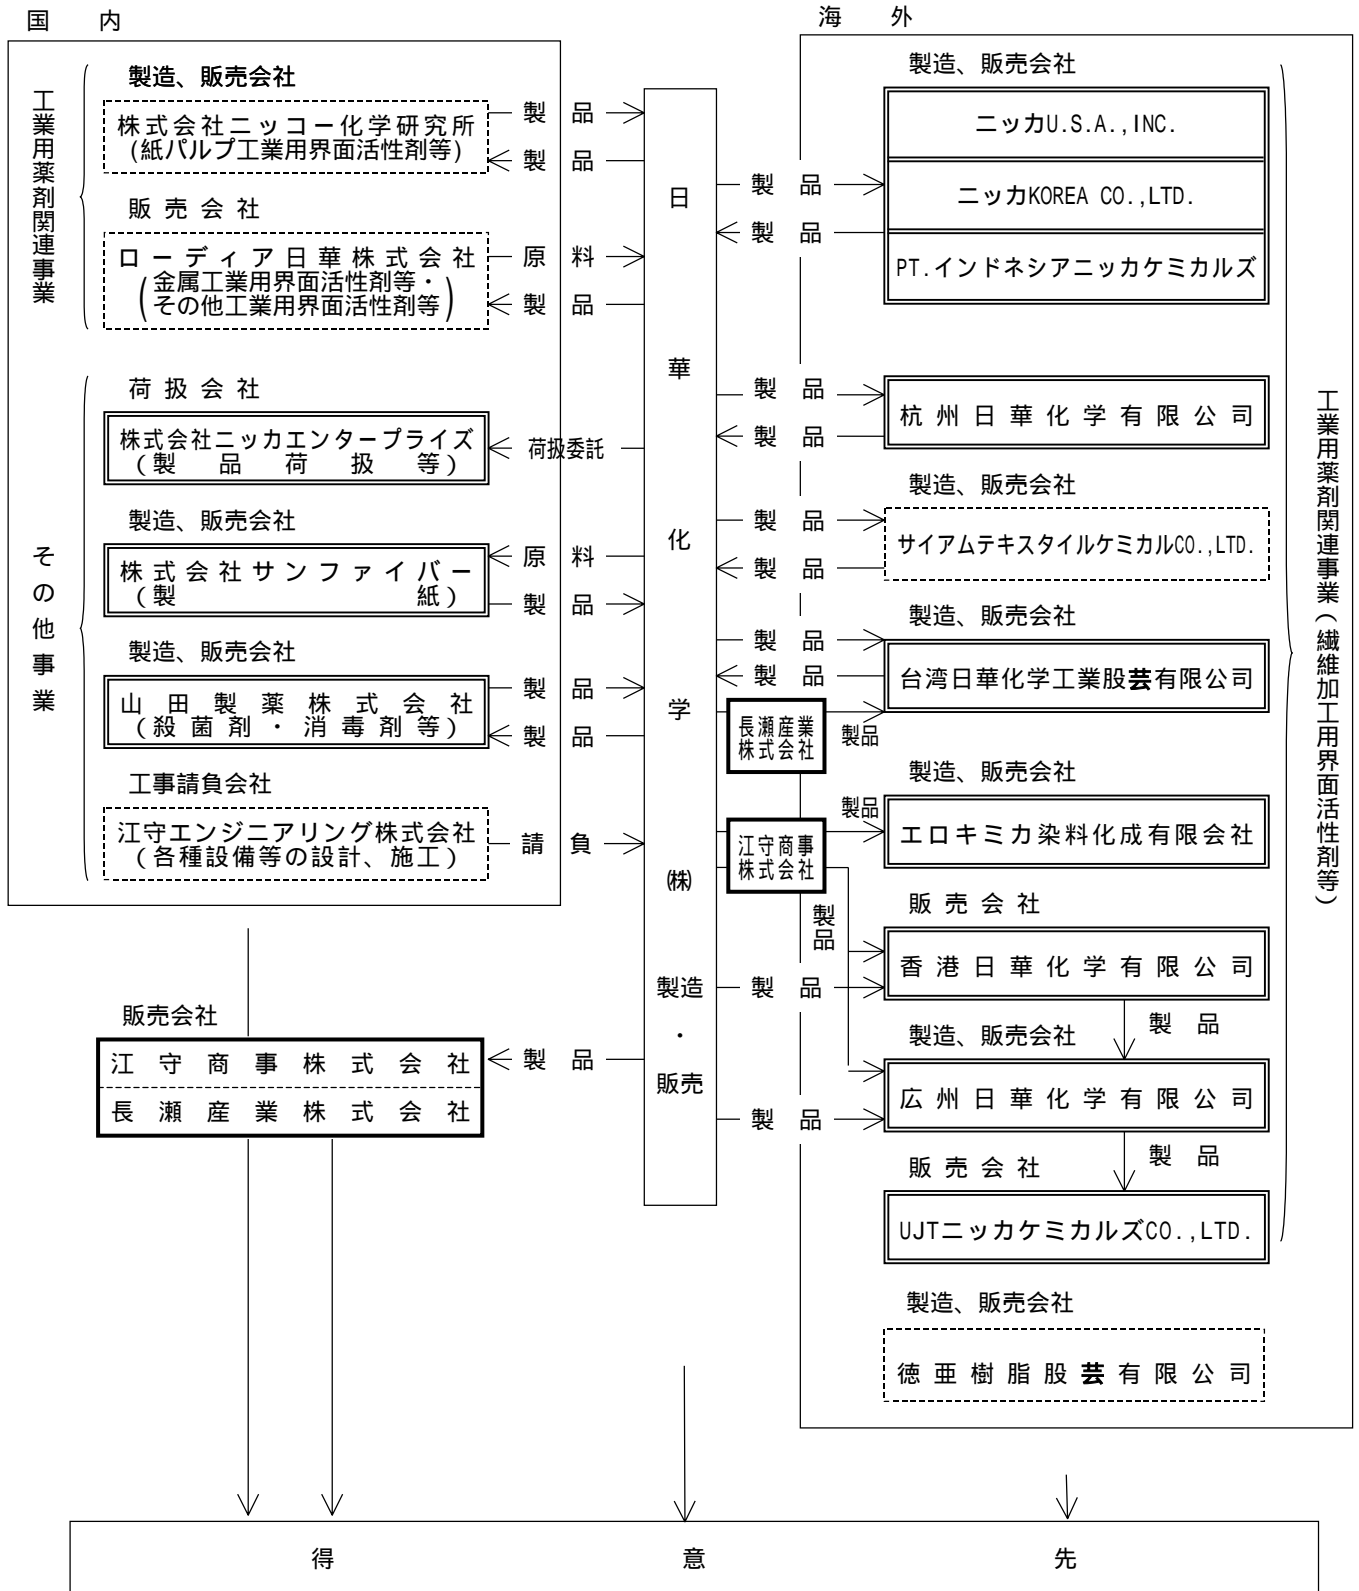 国 内
工業用薬剤関連事業
製造、販売会社
株式会社ニッコー化学研究所
(紙パルプ工業用界面活性剤等)
製 品
製 品
販売会社
ローディア日華株式会社
(金属工業用界面活性剤等・
その他工業用界面活性剤等)
原 料
製 品
その他事業
荷扱会社
株式会社ニッカエンタープライズ
(製品荷扱等)
荷扱委託
製造、販売会社
株式会社サンファイバー
(製紙)
原 料
製 品
製造、販売会社
山田製薬株式会社
(殺菌剤・消毒剤等)
製 品
製 品
工事請負会社
江守エンジニアリング株式会社
(各種設備等の設計、施工)
請 負
販売会社
江守商事株式会社
長瀬産業株式会社
製 品
日華化学㈱
製造
・
販売
海 外
製造、販売会社
ニッカU.S.A.,INC.
ニッカKOREA CO.,LTD.
PT.インドネシアニッカケミカルズ
製 品
製 品
杭州日華化学有限公司
製 品
製 品
製造、販売会社
サイアムテキスタイルケミカルCO.,LTD.
製 品
製 品
製造、販売会社
台湾日華化学工業股芸有限公司
製 品
製 品
長瀬産業
株式会社
製品
製造、販売会社
エロキミカ染料化成有限会社
製品
江守商事
株式会社
製品
販売会社
香港日華化学有限公司
製 品
製 品
製造、販売会社
広州日華化学有限公司
製 品
製 品
販売会社
UJTニッカケミカルズCO.,LTD.
製造、販売会社
徳亜樹脂股芸有限公司
工業用薬剤関連事業(繊維加工用界面活性剤等)
得 意 先